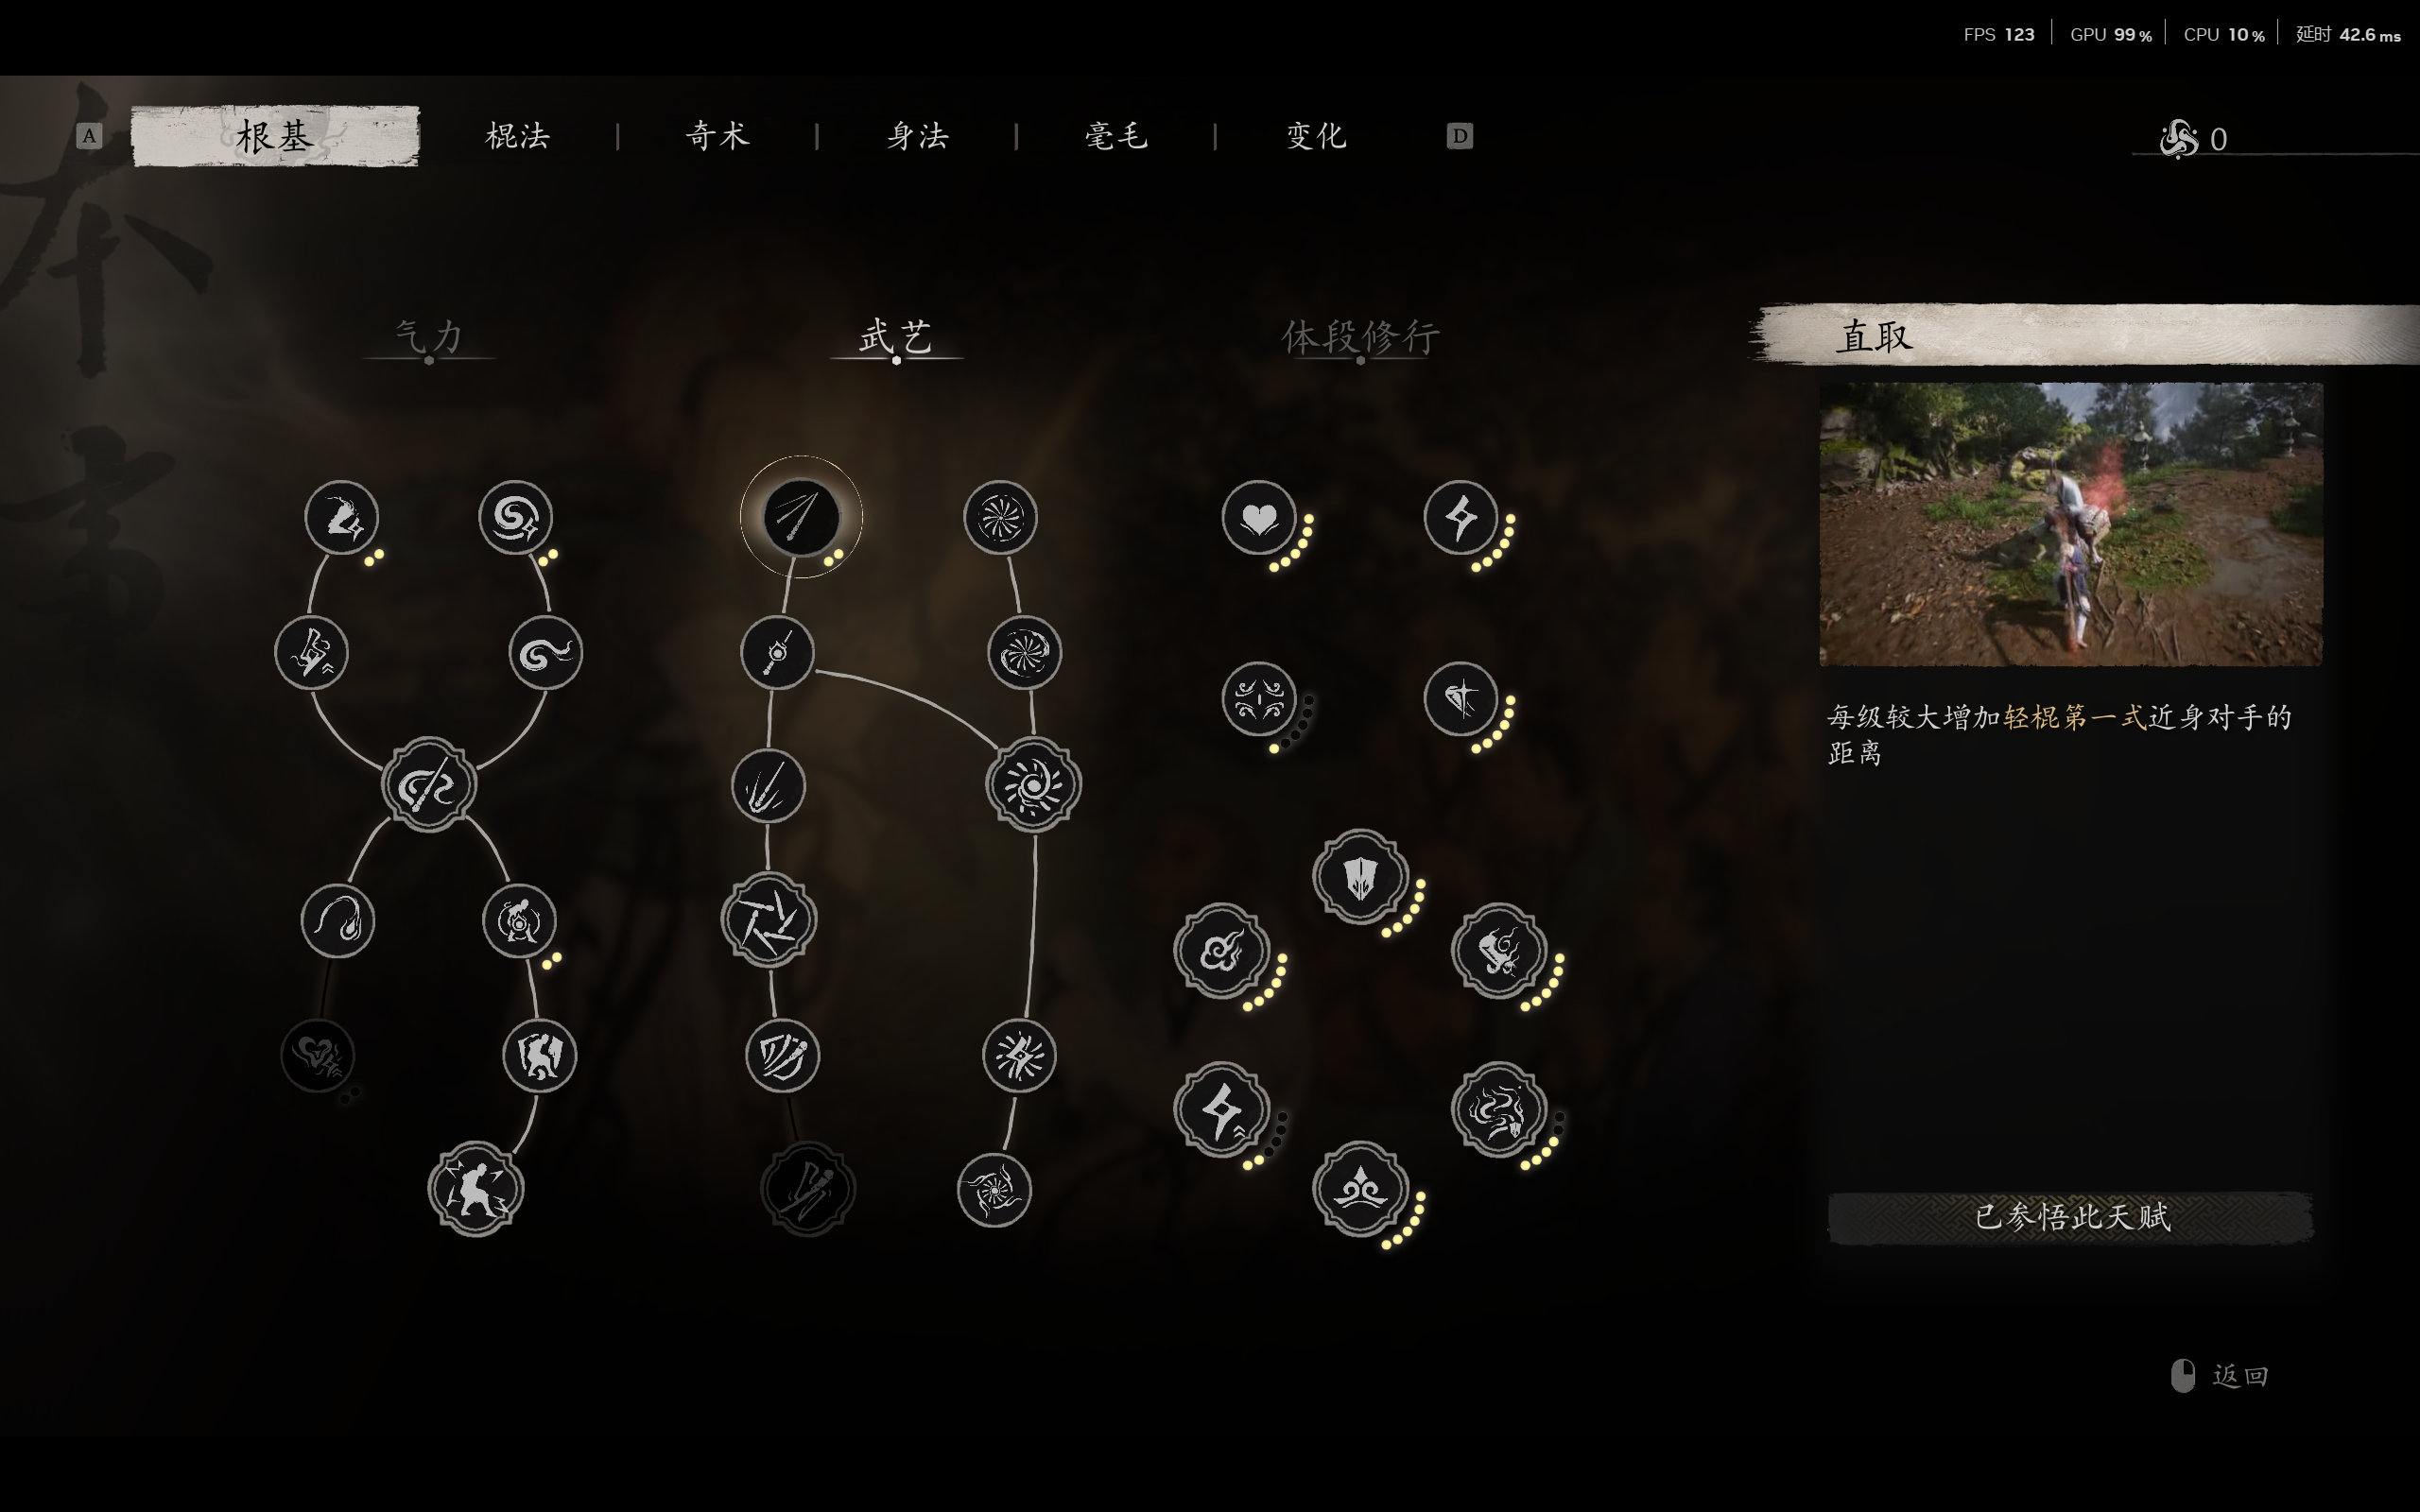 FPS 123 GPU 99% CPU 10% 延时 42.6 ms
A 根基 棍法 奇术 身法 毫毛 变化 D
0
气力 武艺 体段修行
直取
每级较大增加轻棍第一式近身对手的
距离
已参悟此天赋
返回